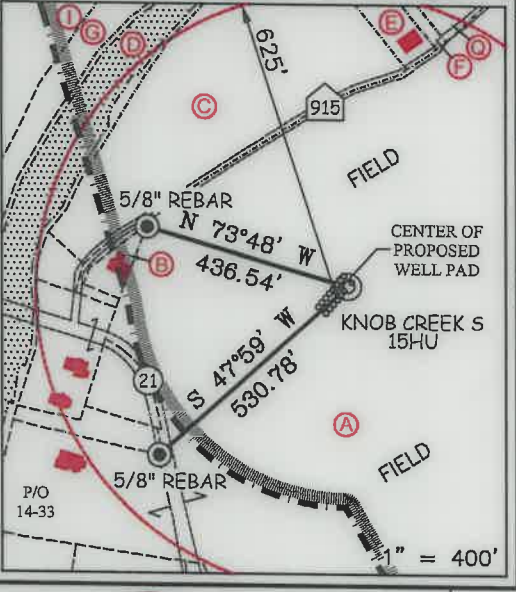 I
G
D
E
F
Q
C
625'
915
FIELD
5/8" REBAR
N 73°48' W
436.54'
B
CENTER OF
PROPOSED
WELL PAD
KNOB CREEK S
15HU
S 47°59' W
530.78'
21
A
5/8" REBAR
FIELD
P/O
14-33
1" = 400'